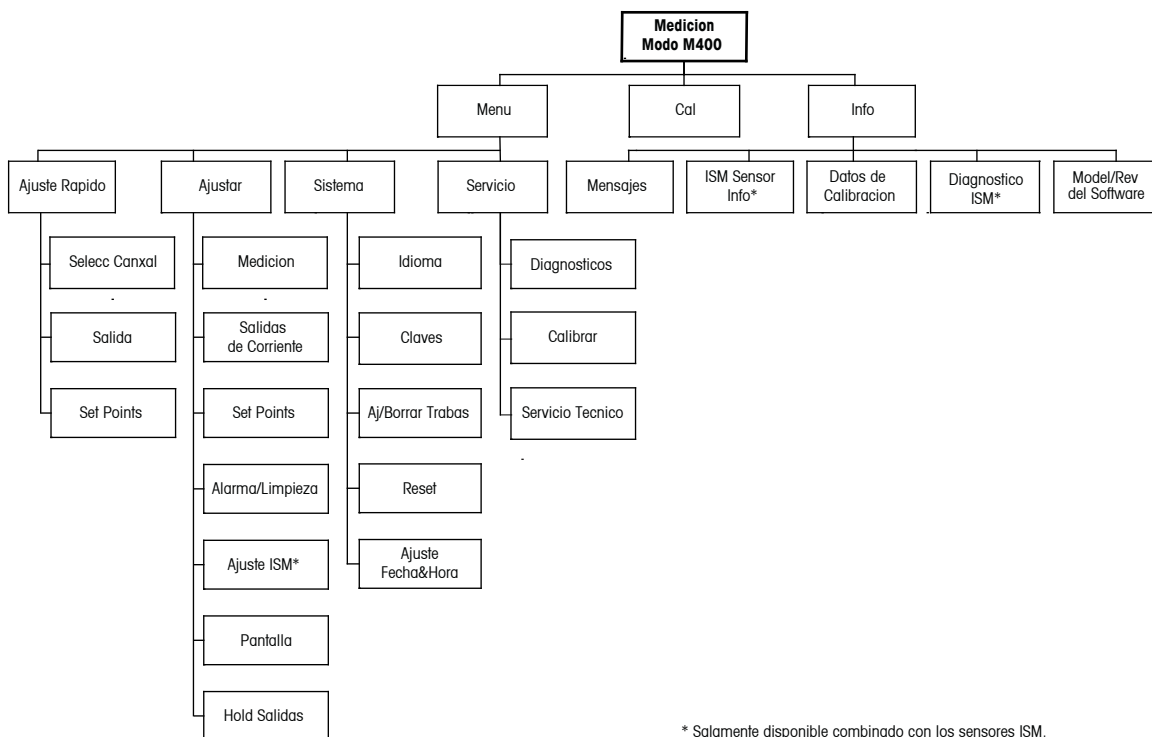 Medicion
Modo M400
Menu
Cal
Info
Ajuste Rapido
Ajustar
Sistema
Servicio
Mensajes
ISM Sensor
Info*
Datos de
Calibracion
Diagnostico
ISM*
Model/Rev
del Software
Selecc Canxal
Medicion
Idioma
Diagnosticos
Salida
Salidas
de Corriente
Claves
Calibrar
Set Points
Set Points
Aj/Borrar Trabas
Servicio Tecnico
Alarma/Limpieza
Reset
Ajuste ISM*
Ajuste
Fecha&Hora
Pantalla
Hold Salidas
* Salamente disponible combinado con los sensores ISM.